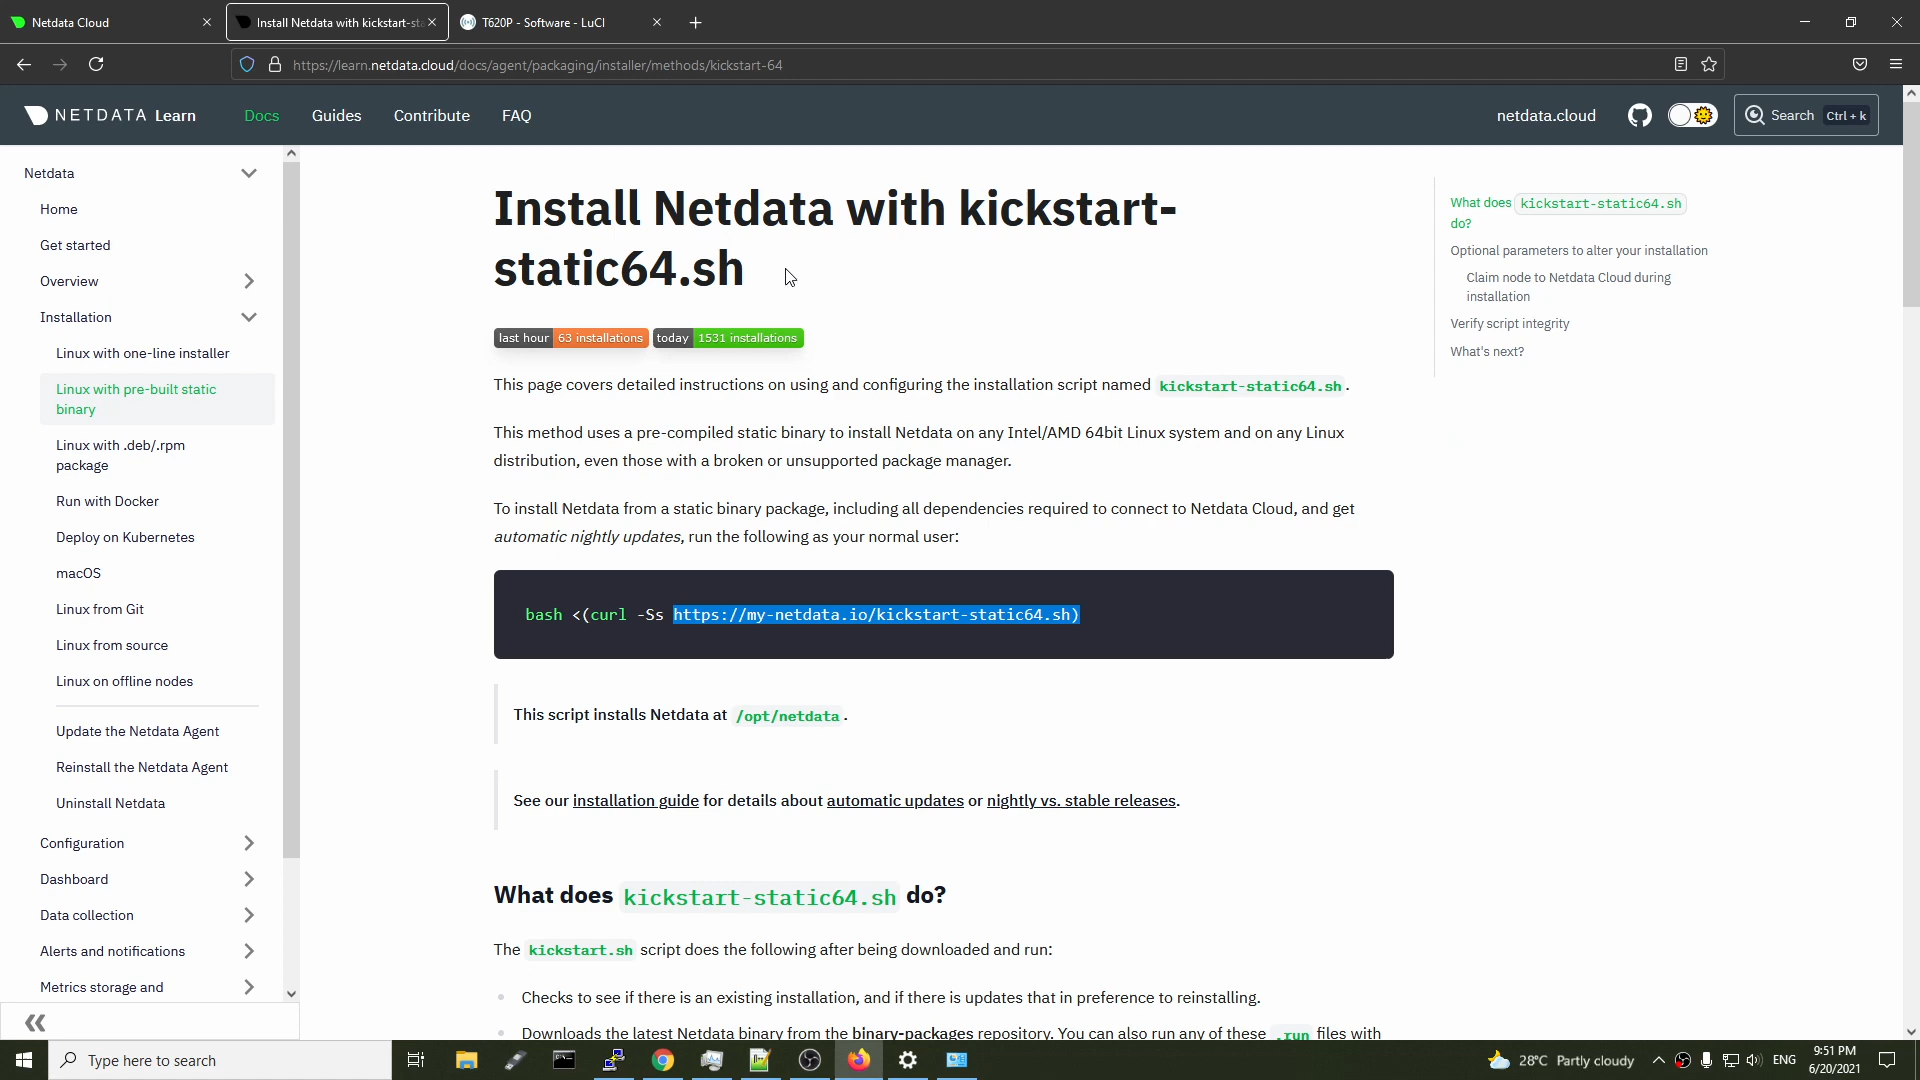 Netdata Cloud
Install Netdata with kickstart-sta
T620P - Software - LuCI
https://learn.netdata.cloud/docs/agent/packaging/installer/methods/kickstart-64
NETDATA Learn
Docs
Guides
Contribute
FAQ
netdata.cloud
Search Ctrl + k
Netdata
Home
Get started
Overview
Installation
Linux with one-line installer
Linux with pre-built static
binary
Linux with .deb/.rpm
package
Run with Docker
Deploy on Kubernetes
macOS
Linux from Git
Linux from source
Linux on offline nodes
Update the Netdata Agent
Reinstall the Netdata Agent
Uninstall Netdata
Configuration
Dashboard
Data collection
Alerts and notifications
Metrics storage and
Install Netdata with kickstart-
static64.sh
last hour 63 installations today 1531 installations
This page covers detailed instructions on using and configuring the installation script named kickstart-static64.sh.
This method uses a pre-compiled static binary to install Netdata on any Intel/AMD 64bit Linux system and on any Linux
distribution, even those with a broken or unsupported package manager.
To install Netdata from a static binary package, including all dependencies required to connect to Netdata Cloud, and get
automatic nightly updates, run the following as your normal user:
bash <(curl -Ss https://my-netdata.io/kickstart-static64.sh)
This script installs Netdata at /opt/netdata.
See our installation guide for details about automatic updates or nightly vs. stable releases.
What does kickstart-static64.sh do?
The kickstart.sh script does the following after being downloaded and run:
Checks to see if there is an existing installation, and if there is updates that in preference to reinstalling.
Downloads the latest Netdata binary from the binary-packages repository. You can also run any of these .run files with
What does kickstart-static64.sh
do?
Optional parameters to alter your installation
Claim node to Netdata Cloud during
installation
Verify script integrity
What's next?
Type here to search
28°C Partly cloudy
ENG
9:51 PM
6/20/2021